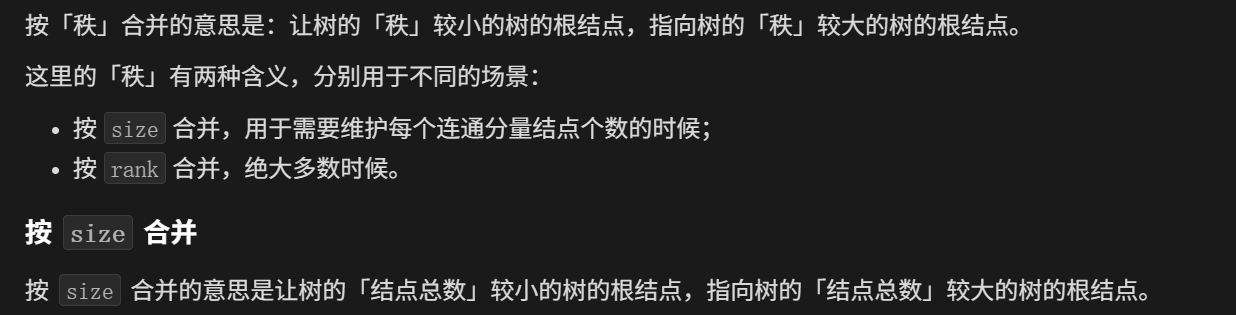 按「秩」合并的意思是：让树的「秩」较小的树的根结点，指向树的「秩」较大的树的根结点。
这里的「秩」有两种含义，分别用于不同的场景：
• 按 size 合并，用于需要维护每个连通分量结点个数的时候；
• 按 rank 合并，绝大多数时候。
按 size 合并
按 size 合并的意思是让树的「结点总数」较小的树的根结点，指向树的「结点总数」较大的树的根结点。